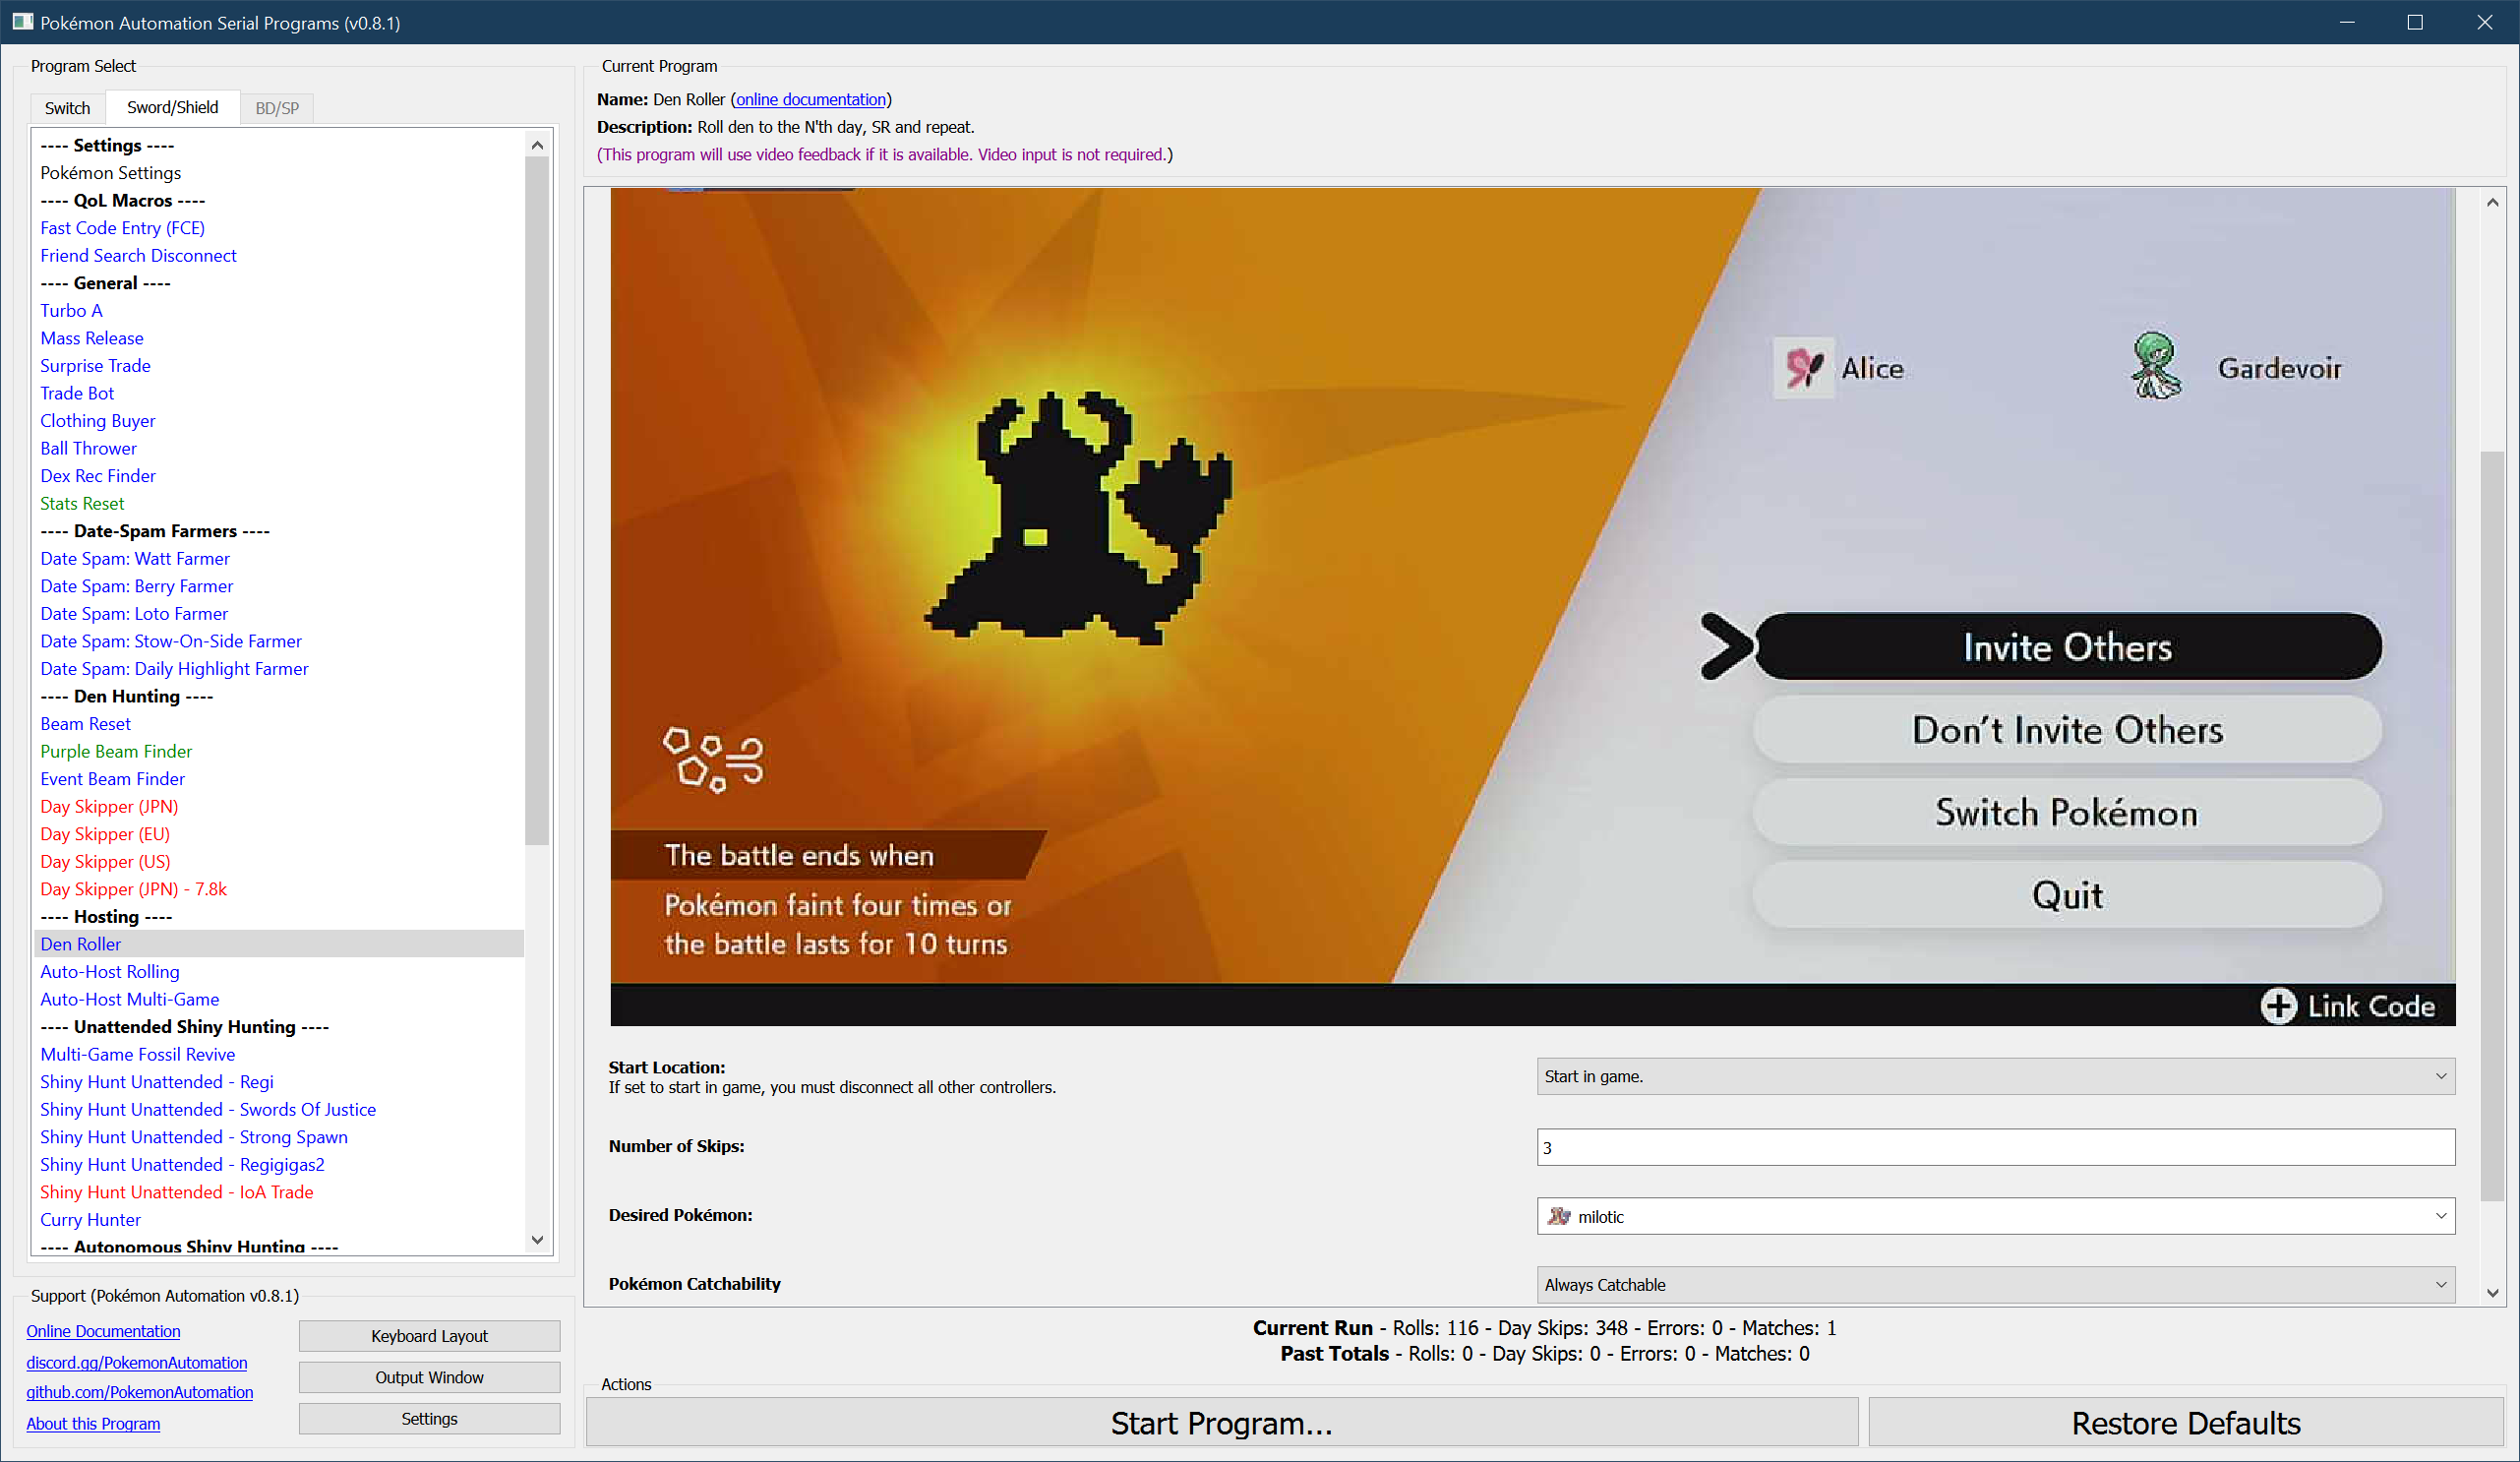 Pokémon Automation Serial Programs (v0.8.1)
Program Select
Switch
Sword/Shield
BD/SP
---- Settings ----
Pokémon Settings
---- QoL Macros ----
Fast Code Entry (FCE)
Friend Search Disconnect
---- General ----
Turbo A
Mass Release
Surprise Trade
Trade Bot
Clothing Buyer
Ball Thrower
Dex Rec Finder
Stats Reset
---- Date-Spam Farmers ----
Date Spam: Watt Farmer
Date Spam: Berry Farmer
Date Spam: Loto Farmer
Date Spam: Stow-On-Side Farmer
Date Spam: Daily Highlight Farmer
---- Den Hunting ----
Beam Reset
Purple Beam Finder
Event Beam Finder
Day Skipper (JPN)
Day Skipper (EU)
Day Skipper (US)
Day Skipper (JPN) - 7.8k
---- Hosting ----
Den Roller
Auto-Host Rolling
Auto-Host Multi-Game
---- Unattended Shiny Hunting ----
Multi-Game Fossil Revive
Shiny Hunt Unattended - Regi
Shiny Hunt Unattended - Swords Of Justice
Shiny Hunt Unattended - Strong Spawn
Shiny Hunt Unattended - Regigigas2
Shiny Hunt Unattended - IoA Trade
Curry Hunter
---- Autonomous Shiny Hunting ----
Support (Pokémon Automation v0.8.1)
Online Documentation
discord.gg/PokemonAutomation
github.com/PokemonAutomation
About this Program
Keyboard Layout
Output Window
Settings
Current Program
Name: Den Roller (online documentation)
Description: Roll den to the N'th day, SR and repeat.
(This program will use video feedback if it is available. Video input is not required.)
Alice
Gardevoir
Invite Others
Don't Invite Others
Switch Pokémon
Quit
The battle ends when
Pokémon faint four times or
the battle lasts for 10 turns
Link Code
Start Location:
If set to start in game, you must disconnect all other controllers.
Start in game.
Number of Skips:
3
Desired Pokémon:
milotic
Pokémon Catchability
Always Catchable
Current Run - Rolls: 116 - Day Skips: 348 - Errors: 0 - Matches: 1
Past Totals - Rolls: 0 - Day Skips: 0 - Errors: 0 - Matches: 0
Actions
Start Program...
Restore Defaults